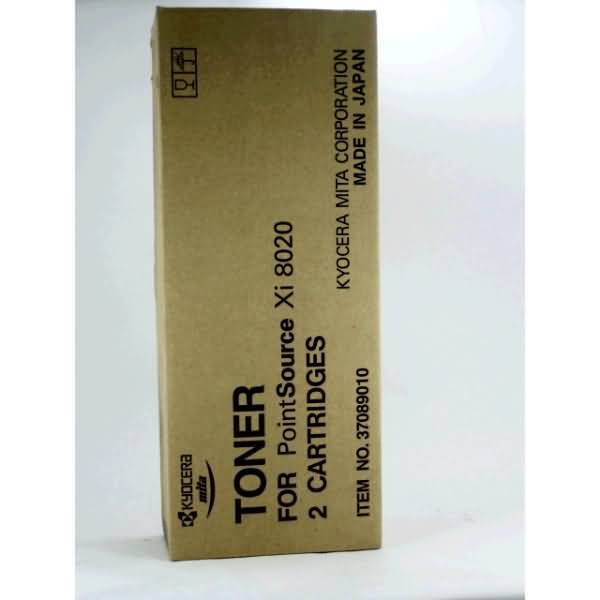 KYOCERA
mita
TONER
FOR PointSource Xi 8020
2 CARTRIDGES
ITEM NO. 37089010
KYOCERA MITA CORPORATION
MADE IN JAPAN